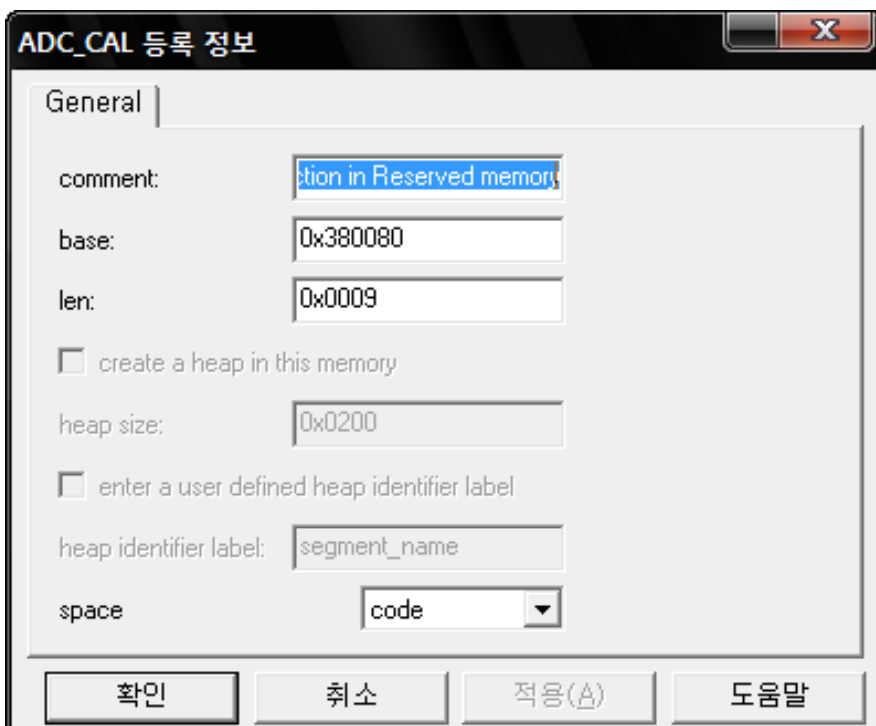 ADC_CAL 등록 정보
General
comment: ction in Reserved memory
base: 0x380080
len: 0x0009
create a heap in this memory
heap size: 0x0200
enter a user defined heap identifier label
heap identifier label: segment_name
space code
확인 취소 적용(A) 도움말